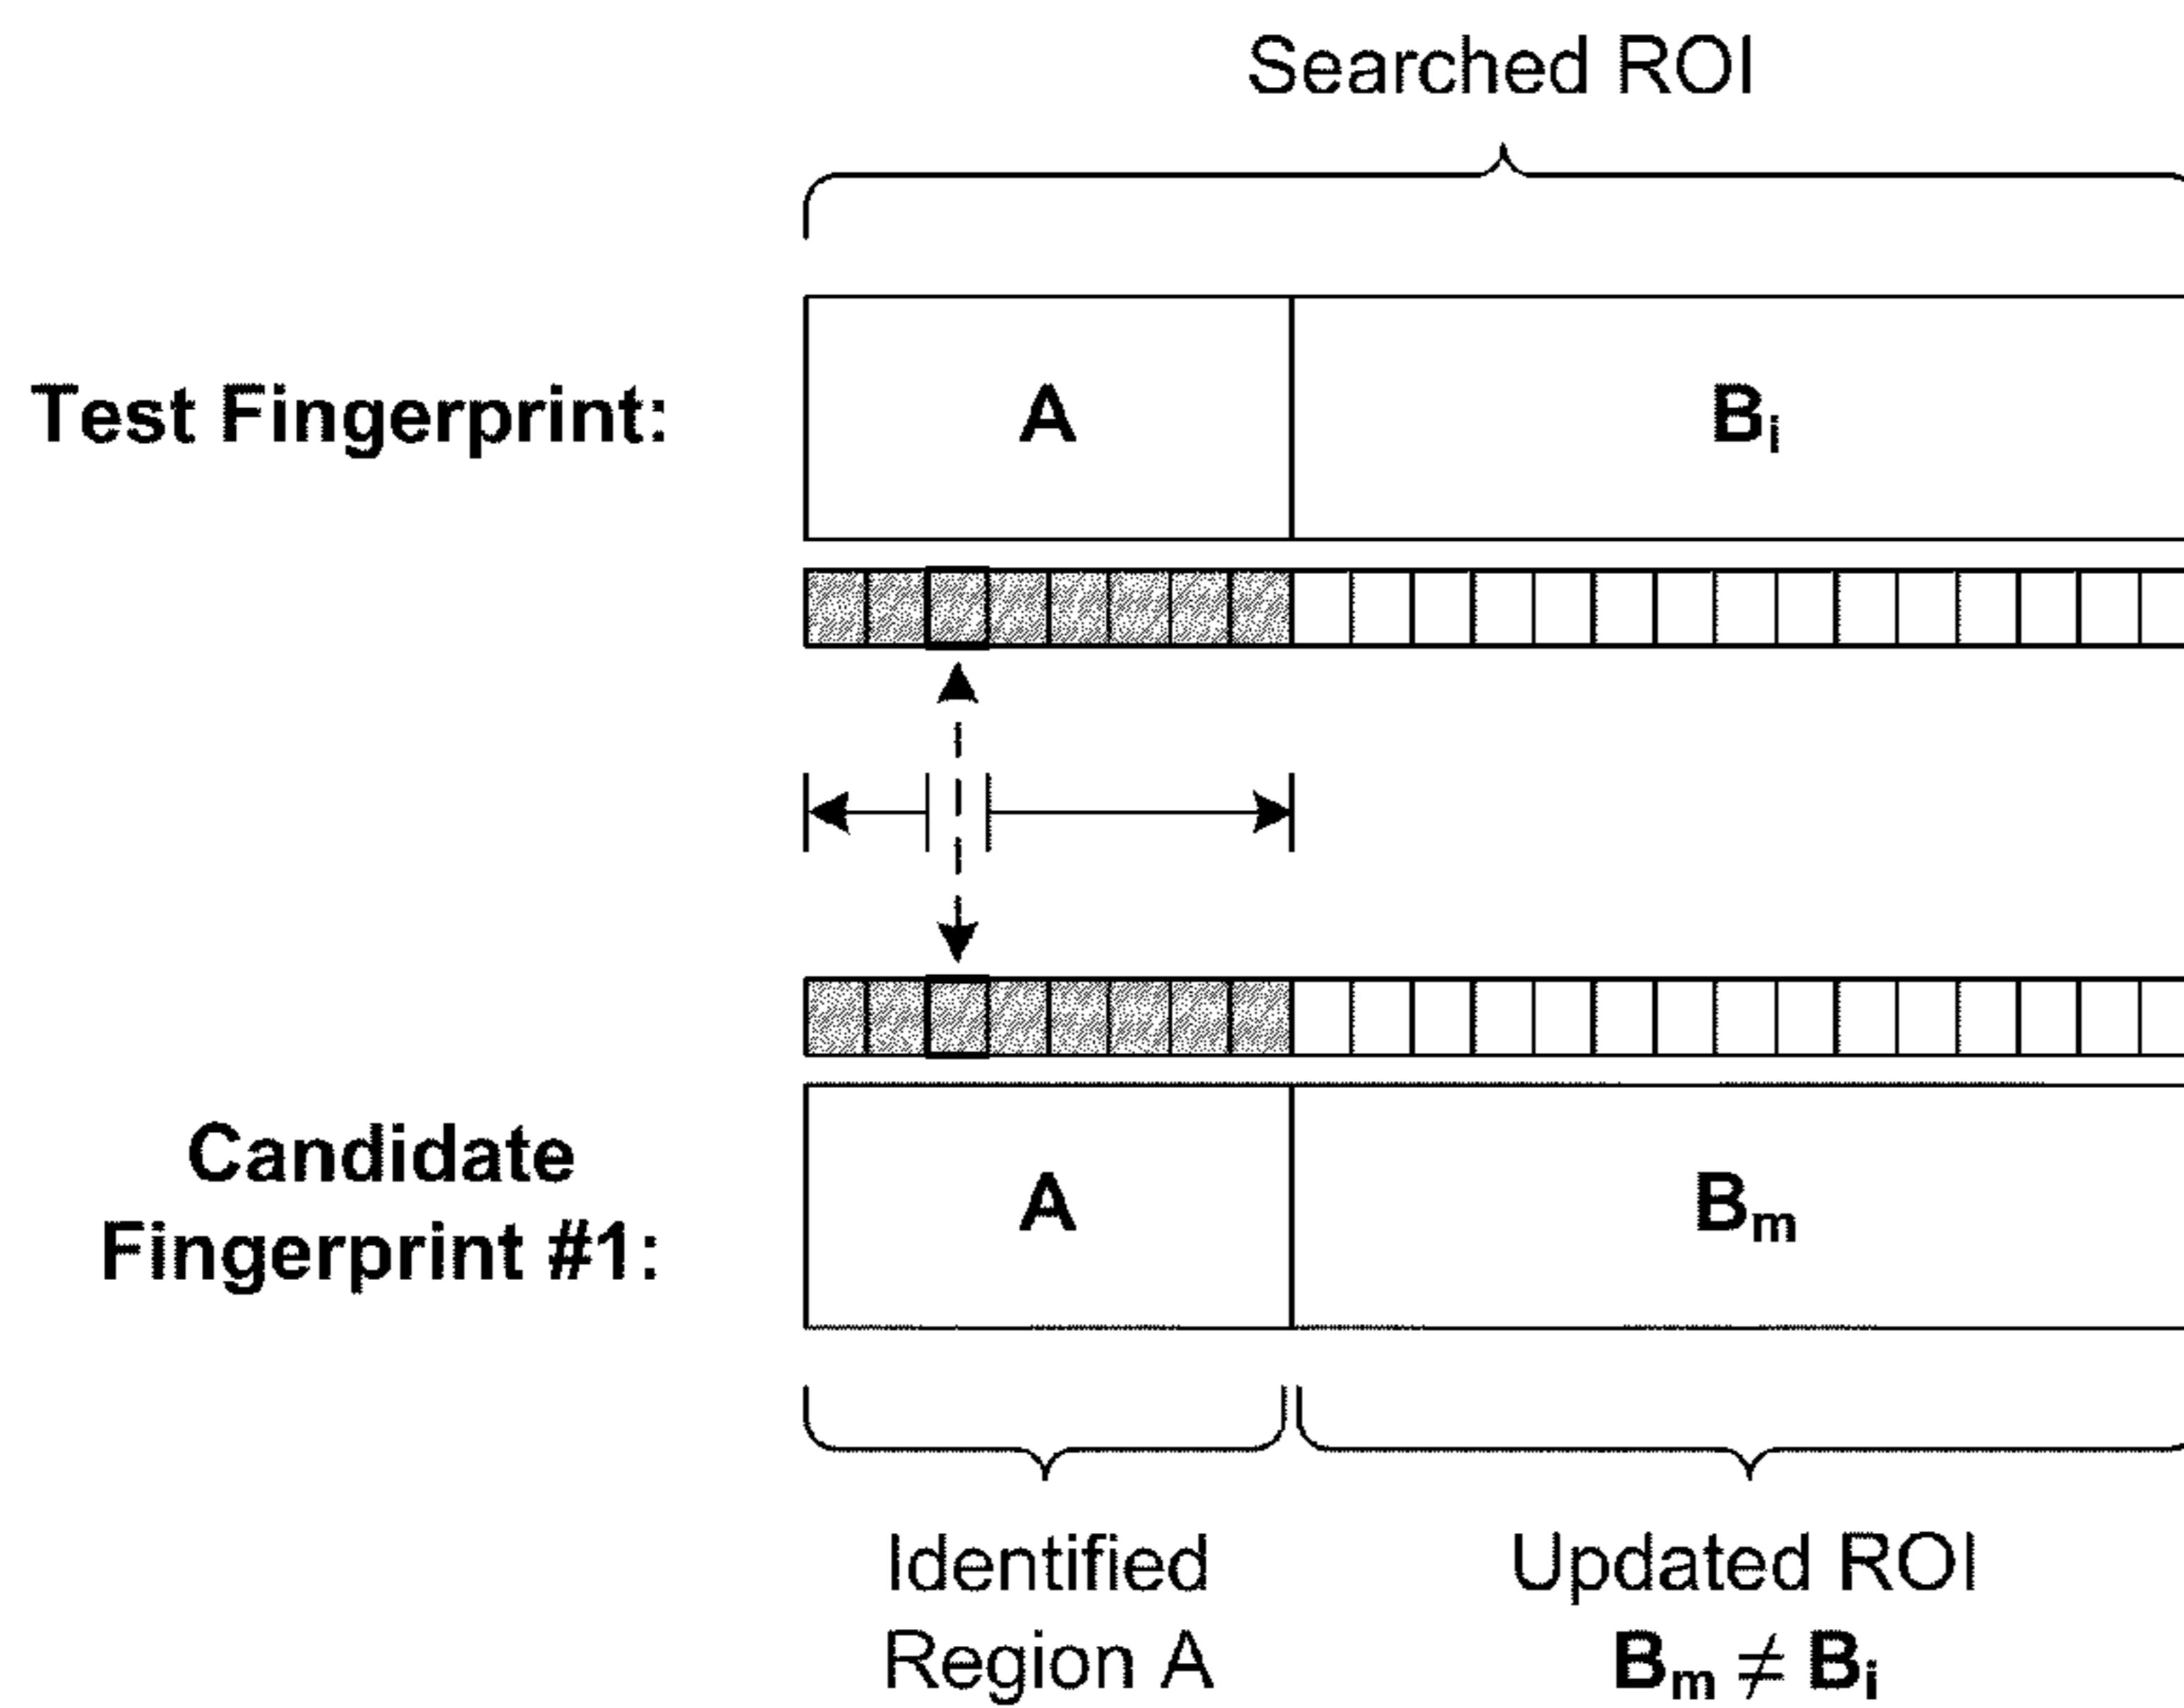 Searched ROI
Test Fingerprint:
A
Bi
Candidate
Fingerprint #1:
A
Bm
Identified
Region A
Updated ROI
Bm ≠ Bi